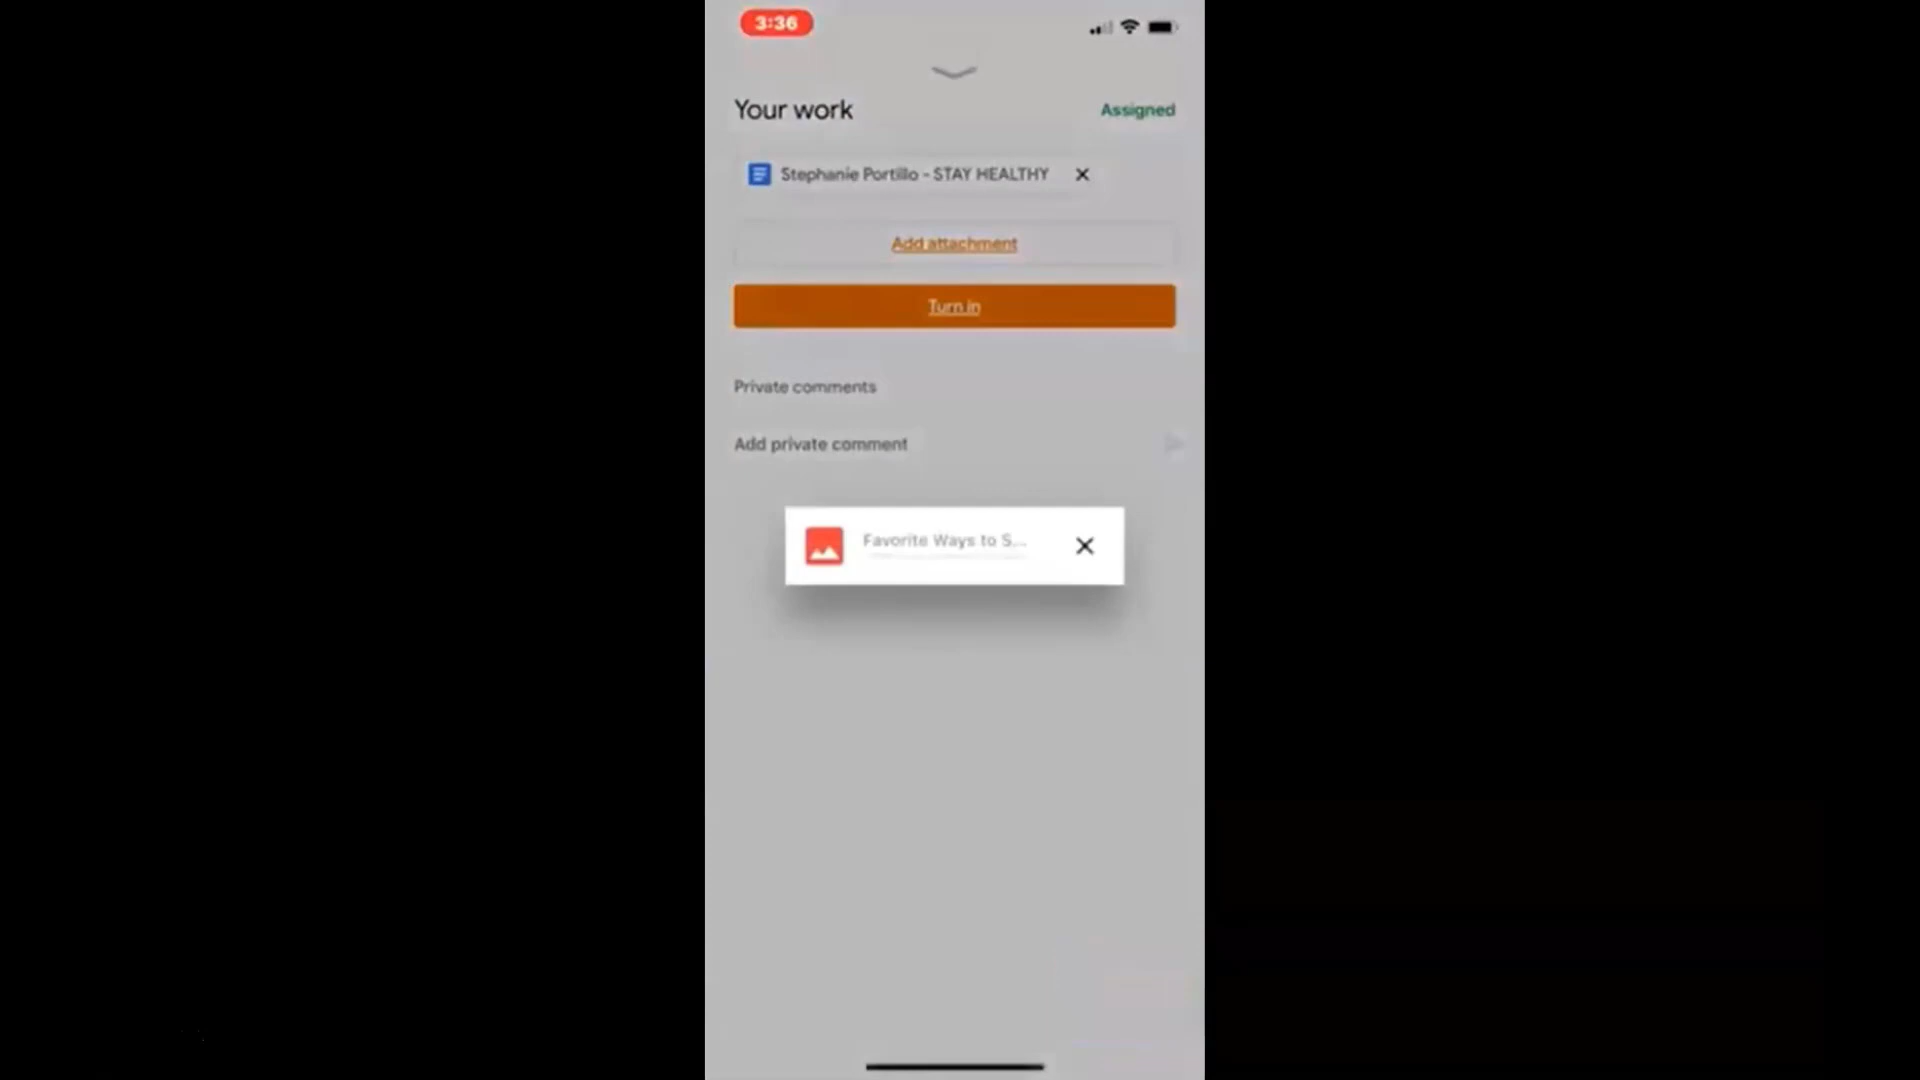 3:36
Your work
Assigned
Stephanie Portillo - STAY HEALTHY
Add attachment
Turn in
Private comments
Add private comment
Favorite Ways to S...